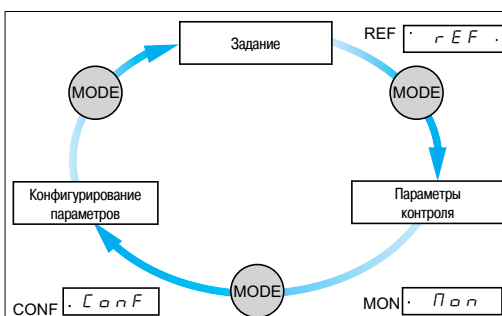 Задание
REF
rEF
MODE
MODE
Конфигурирование
параметров
Параметры
контроля
CONF
ConF
MODE
MON
Mon